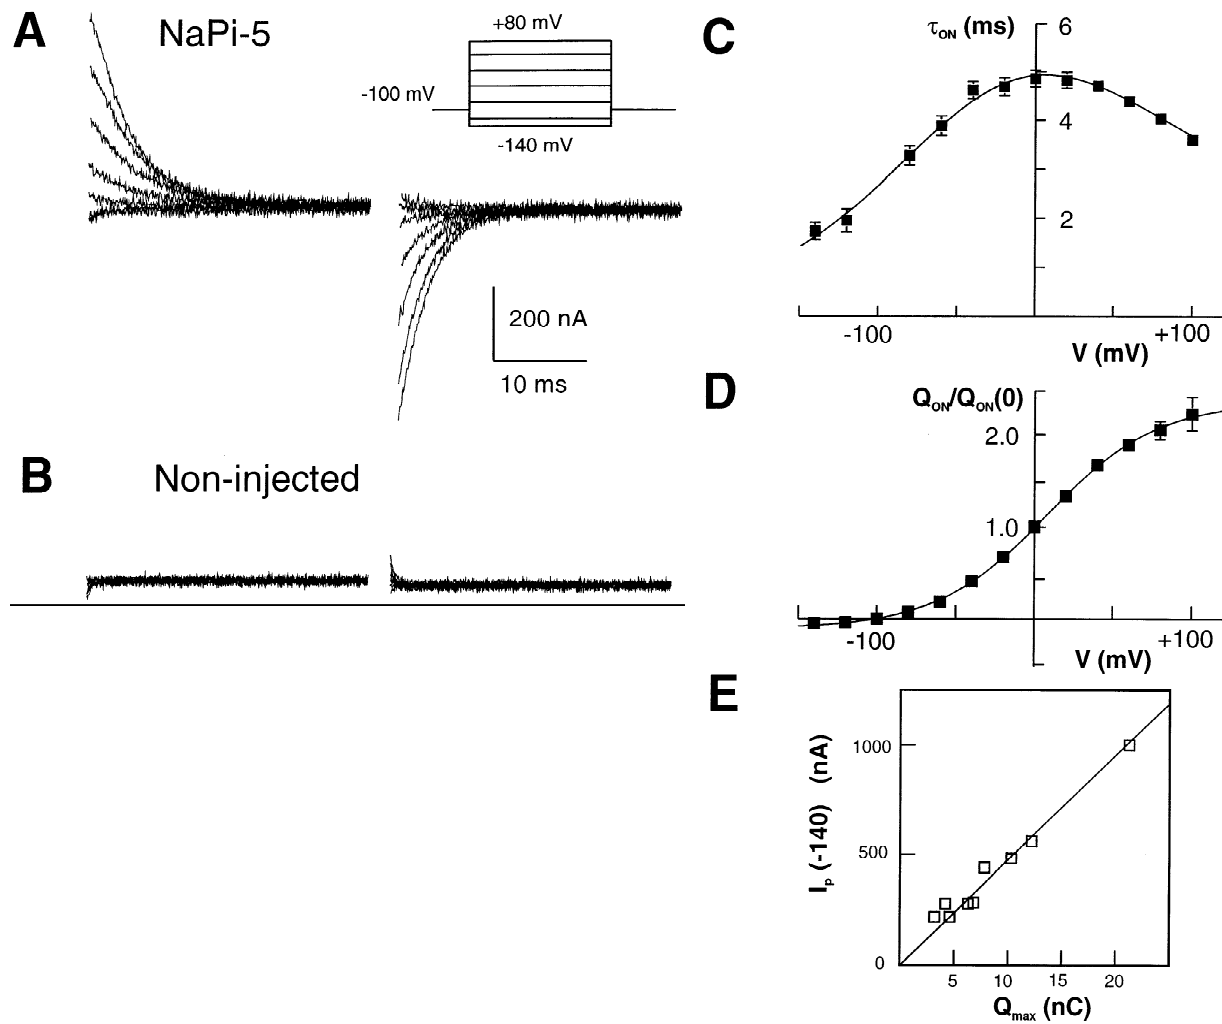 A
NaPi-5
+80 mV
-100 mV
-140 mV
200 nA
10 ms
B
Non-injected
C
τON (ms)
6
4
2
-100
+100
V (mV)
D
QON/QON(0)
2.0
1.0
-100
+100
V (mV)
E
Ip (-140) (nA)
1000
500
0
5
10
15
20
Qmax (nC)